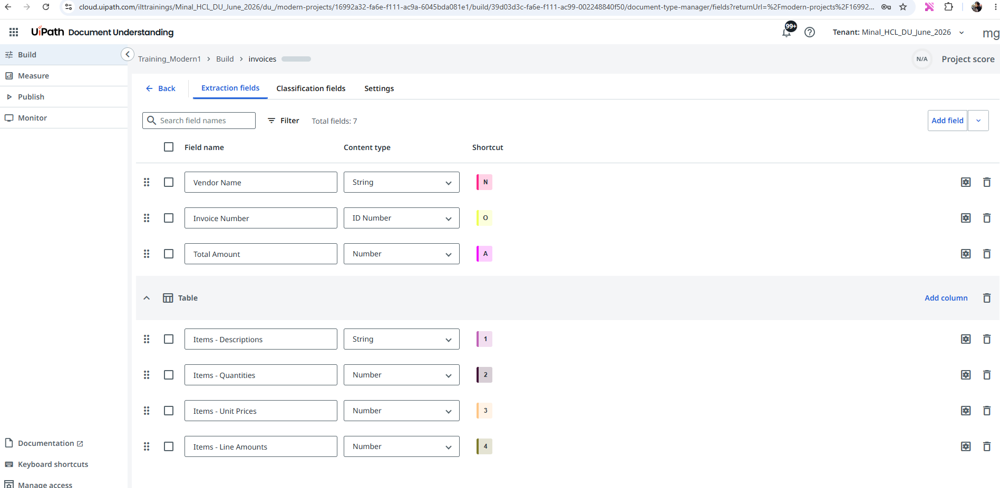 cloud.uipath.com/ilttrainings/Minal_HCL_DU_June_2026/du_/modern-projects/16992a32-fa6e-f111-ac9a-6045bda081e1/build/39d03d3c-fa6e-f111-ac99-002248840f50/document-type-manager/fields?returnUrl=%2Fmodern-projects%2F16992...
UiPath Document Understanding
99+
Tenant: Minal_HCL_DU_June_2026
mg
Build
Training_Modern1 > Build > invoices
N/A
Project score
Measure
Publish
Monitor
Back
Extraction fields
Classification fields
Settings
Search field names
Filter
Total fields: 7
Add field
Field name
Content type
Shortcut
Vendor Name
String
N
Invoice Number
ID Number
O
Total Amount
Number
A
Table
Add column
Items - Descriptions
String
1
Items - Quantities
Number
2
Items - Unit Prices
Number
3
Items - Line Amounts
Number
4
Documentation
Keyboard shortcuts
Manage access